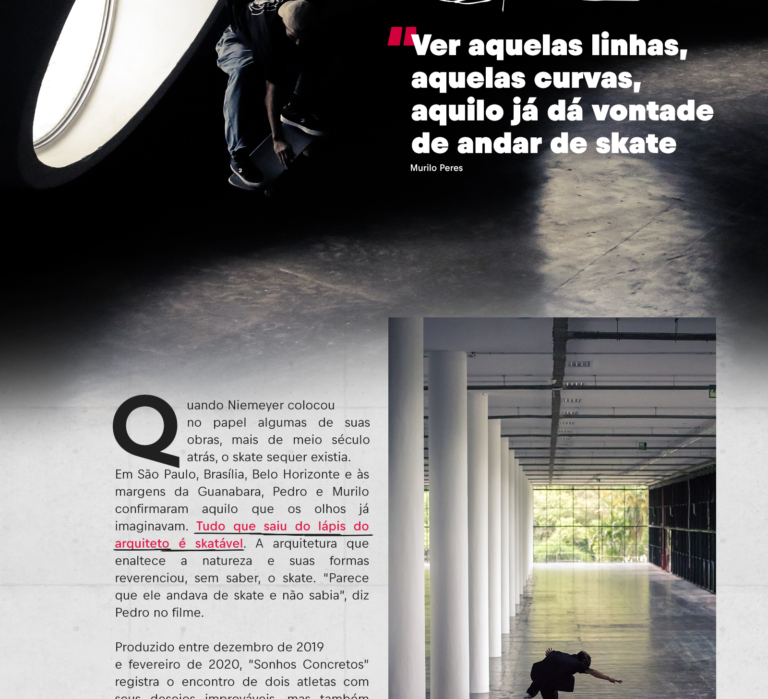 "Ver aquelas linhas,
aquelas curvas,
aquilo já dá vontade
de andar de skate
Murilo Peres
Quando Niemeyer colocou
no papel algumas de suas
obras, mais de meio século
atrás, o skate sequer existia.
Em São Paulo, Brasília, Belo Horizonte e às
margens da Guanabara, Pedro e Murilo
confirmaram aquilo que os olhos já
imaginavam. Tudo que saiu do lápis do
arquiteto é skatável. A arquitetura que
enaltece a natureza e suas formas
reverenciou, sem saber, o skate. "Parece
que ele andava de skate e não sabia", diz
Pedro no filme.
Produzido entre dezembro de 2019
e fevereiro de 2020, "Sonhos Concretos"
registra o encontro de dois atletas com
seus desejos improváveis, mas também